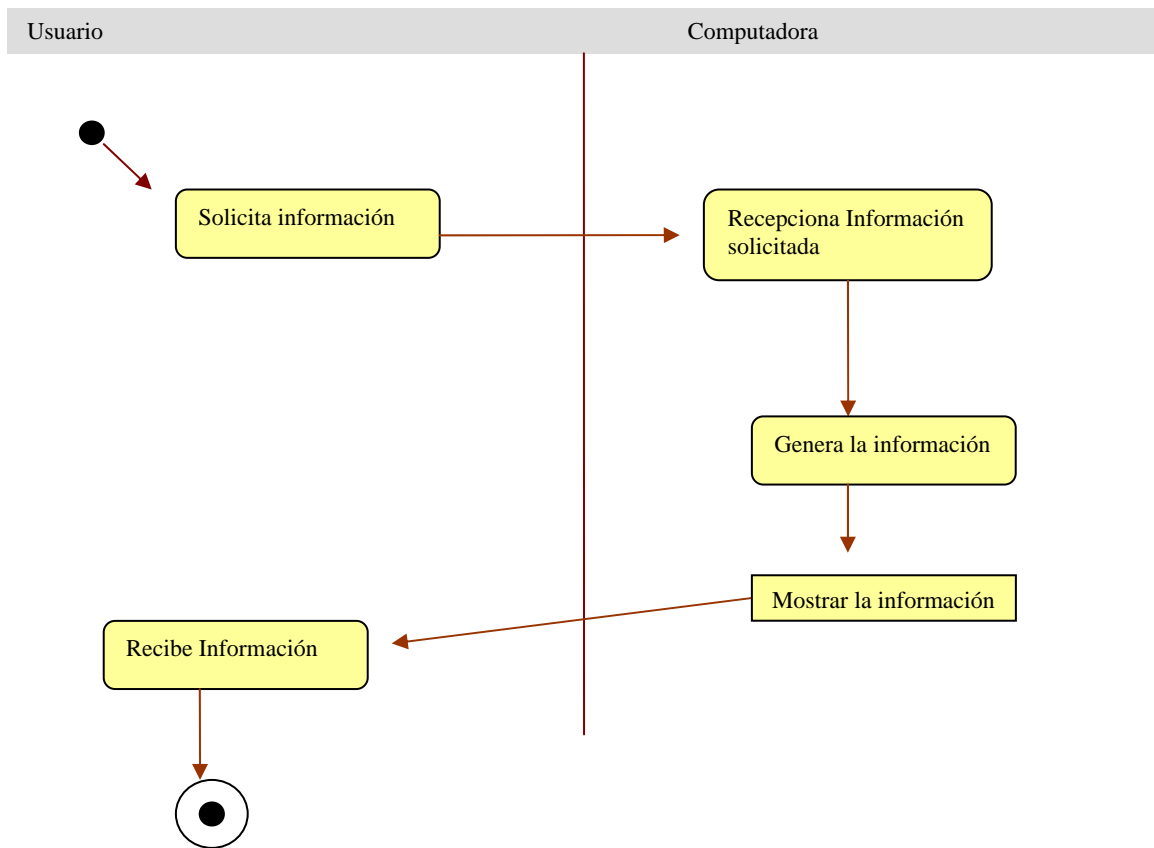 Usuario
Computadora
Solicita información
Recepciona Información
solicitada
Genera la información
Mostrar la información
Recibe Información